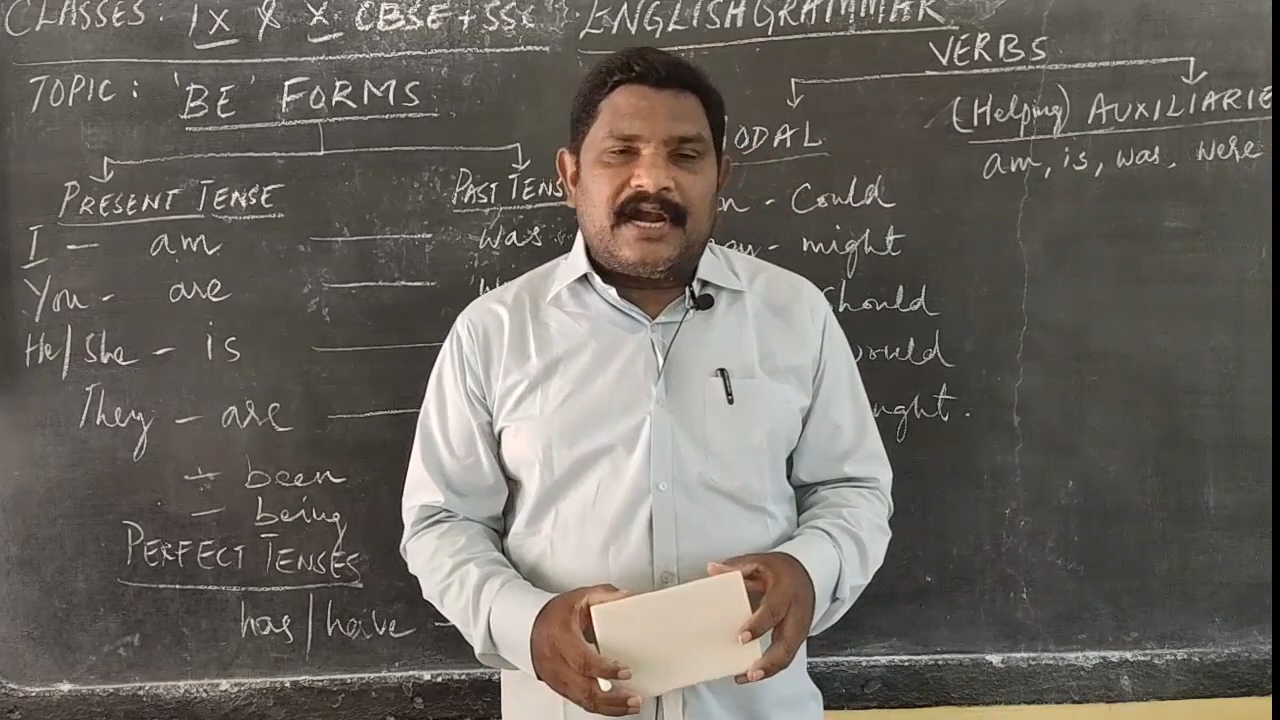 CLASSES: IX & X CBSE + SSC ENGLISH GRAMMAR
TOPIC: 'BE' FORMS
PRESENT TENSE
PAST TENS
I - am — was
You - are —
He/She - is —
They - are —
+ been
- being
PERFECT TENSES
has/have -
VERBS
ODAL
- Could
- might
should
would
ught.
(Helping) AUXILIARIE
am, is, was, were